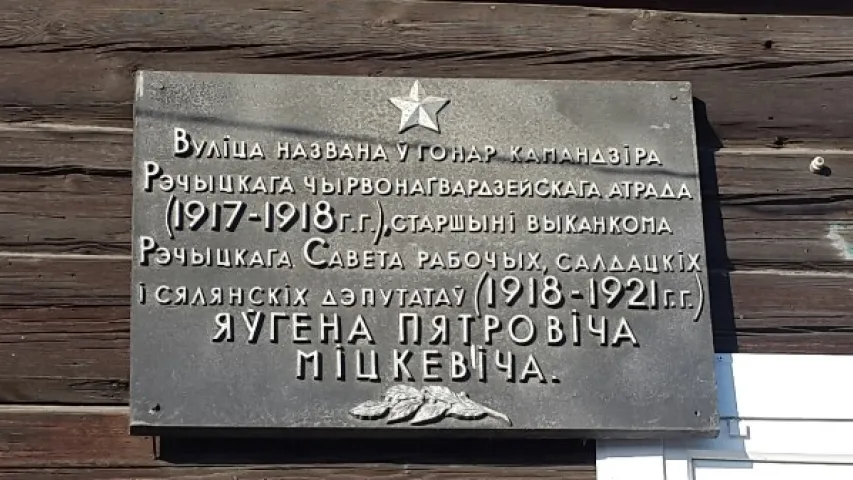 Вуліца названа ў гонар камандзіра
Рэчыцкага чырвонагвардзейскага атрада
(1917-1918 г.г.), старшыні выканкома
Рэчыцкага Савета рабочых, салдацкіх
і сялянскіх дэпутатаў (1918-1921 г.г.)
ЯЎГЕНА ПЯТРОВІЧА
МІЦКЕВІЧА.